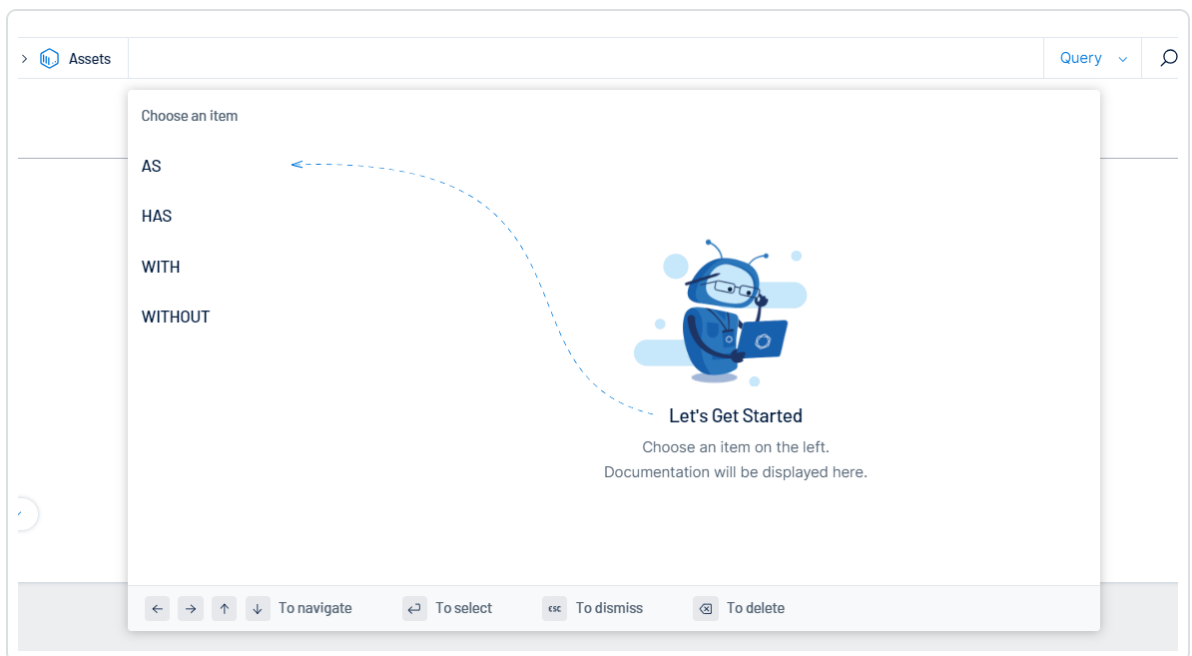 Assets
Query
Choose an item
AS
HAS
WITH
WITHOUT
Let's Get Started
Choose an item on the left.
Documentation will be displayed here.
To navigate
To select
ESC To dismiss
To delete